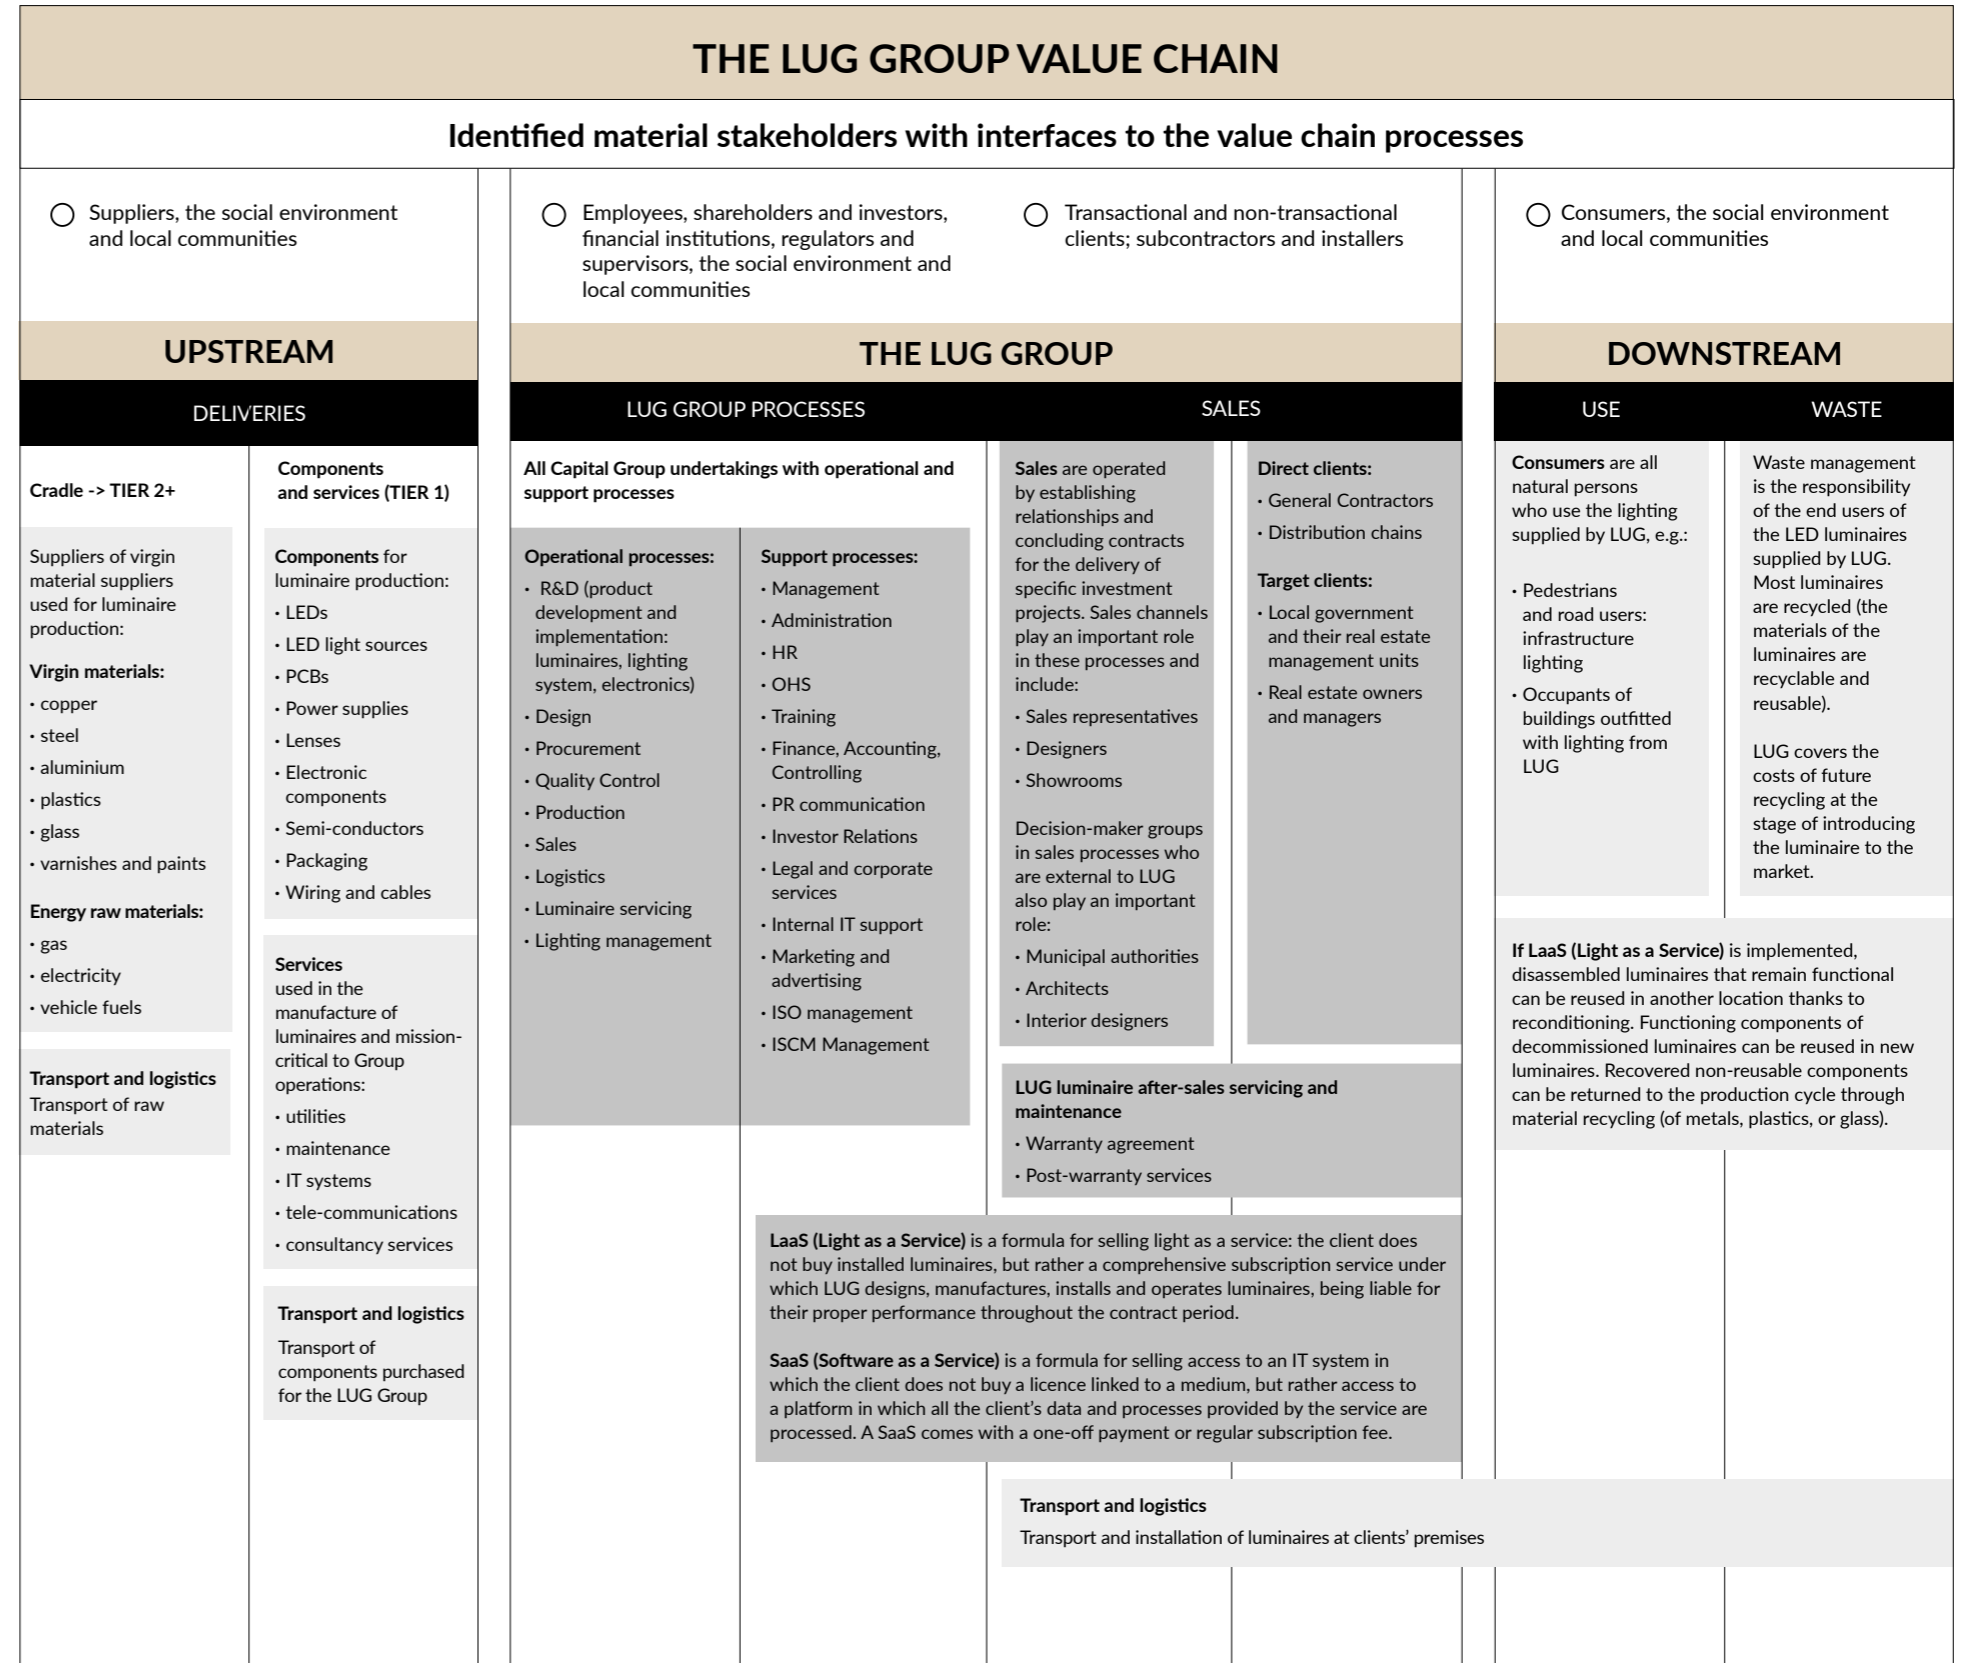 THE LUG GROUP VALUE CHAIN
Identified material stakeholders with interfaces to the value chain processes
Suppliers, the social environment
and local communities
Employees, shareholders and investors,
financial institutions, regulators and
supervisors, the social environment and
local communities
Transactional and non-transactional
clients; subcontractors and installers
Consumers, the social environment
and local communities
UPSTREAM
DELIVERIES
Cradle -> TIER 2+
Suppliers of virgin
material suppliers
used for luminaire
production:
Virgin materials:
• copper
• steel
• aluminium
• plastics
• glass
• varnishes and paints
Energy raw materials:
• gas
• electricity
• vehicle fuels
Transport and logistics
Transport of raw
materials
Components
and services (TIER 1)
Components for
luminaire production:
• LEDs
• LED light sources
• PCBs
• Power supplies
• Lenses
• Electronic
components
• Semi-conductors
• Packaging
• Wiring and cables
Services
used in the
manufacture of
luminaires and mission-
critical to Group
operations:
• utilities
• maintenance
• IT systems
• tele-communications
• consultancy services
Transport and logistics
Transport of
components purchased
for the LUG Group
THE LUG GROUP
LUG GROUP PROCESSES
All Capital Group undertakings with operational and
support processes
Operational processes:
• R&D (product
development and
implementation:
luminaires, lighting
system, electronics)
• Design
• Procurement
• Quality Control
• Production
• Sales
• Logistics
• Luminaire servicing
• Lighting management
Support processes:
• Management
• Administration
• HR
• OHS
• Training
• Finance, Accounting,
Controlling
• PR communication
• Investor Relations
• Legal and corporate
services
• Internal IT support
• Marketing and
advertising
• ISO management
• ISCM Management
SALES
Sales are operated
by establishing
relationships and
concluding contracts
for the delivery of
specific investment
projects. Sales channels
play an important role
in these processes and
include:
• Sales representatives
• Designers
• Showrooms
Decision-maker groups
in sales processes who
are external to LUG
also play an important
role:
• Municipal authorities
• Architects
• Interior designers
Direct clients:
• General Contractors
• Distribution chains
Target clients:
• Local government
and their real estate
management units
• Real estate owners
and managers
LUG luminaire after-sales servicing and
maintenance
• Warranty agreement
• Post-warranty services
LaaS (Light as a Service) is a formula for selling light as a service: the client does
not buy installed luminaires, but rather a comprehensive subscription service under
which LUG designs, manufactures, installs and operates luminaires, being liable for
their proper performance throughout the contract period.
SaaS (Software as a Service) is a formula for selling access to an IT system in
which the client does not buy a licence linked to a medium, but rather access to
a platform in which all the client’s data and processes provided by the service are
processed. A SaaS comes with a one-off payment or regular subscription fee.
DOWNSTREAM
USE
Consumers are all
natural persons
who use the lighting
supplied by LUG, e.g.:
• Pedestrians
and road users:
infrastructure
lighting
• Occupants of
buildings outfitted
with lighting from
LUG
WASTE
Waste management
is the responsibility
of the end users of
the LED luminaires
supplied by LUG.
Most luminaires
are recycled (the
materials of the
luminaires are
recyclable and
reusable).
LUG covers the
costs of future
recycling at the
stage of introducing
the luminaire to the
market.
If LaaS (Light as a Service) is implemented,
disassembled luminaires that remain functional
can be reused in another location thanks to
reconditioning. Functioning components of
decommissioned luminaires can be reused in new
luminaires. Recovered non-reusable components
can be returned to the production cycle through
material recycling (of metals, plastics, or glass).
Transport and logistics
Transport and installation of luminaires at clients’ premises